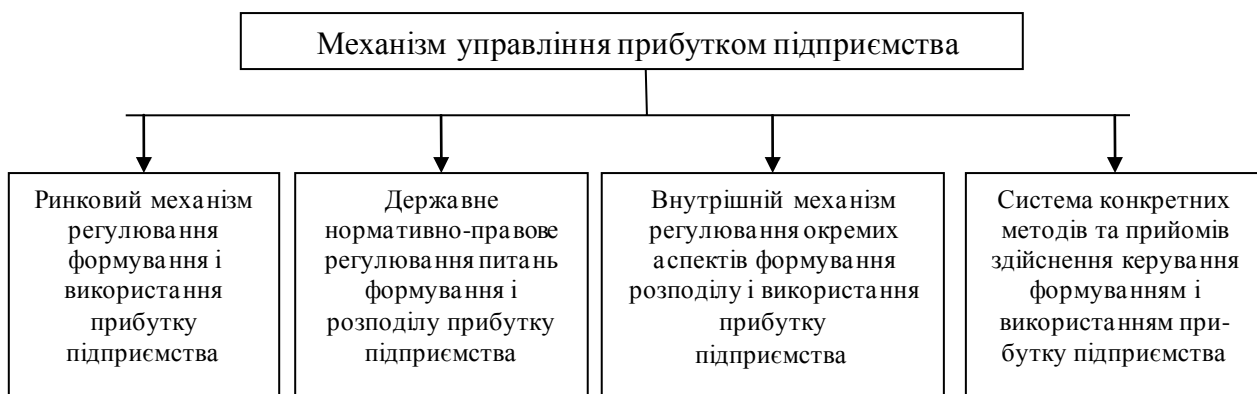 Механізм управління прибутком підприємства
Ринковий механізм
регулювання
формування і
використання
прибутку
підприємства
Державне
нормативно-правове
регулювання питань
формування і
розподілу прибутку
підприємства
Внутрішній механізм
регулювання окремих
аспектів формування
розподілу і використання
прибутку
підприємства
Система конкретних
методів та прийомів
здійснення керування
формуванням і
використанням при-
бутку підприємства